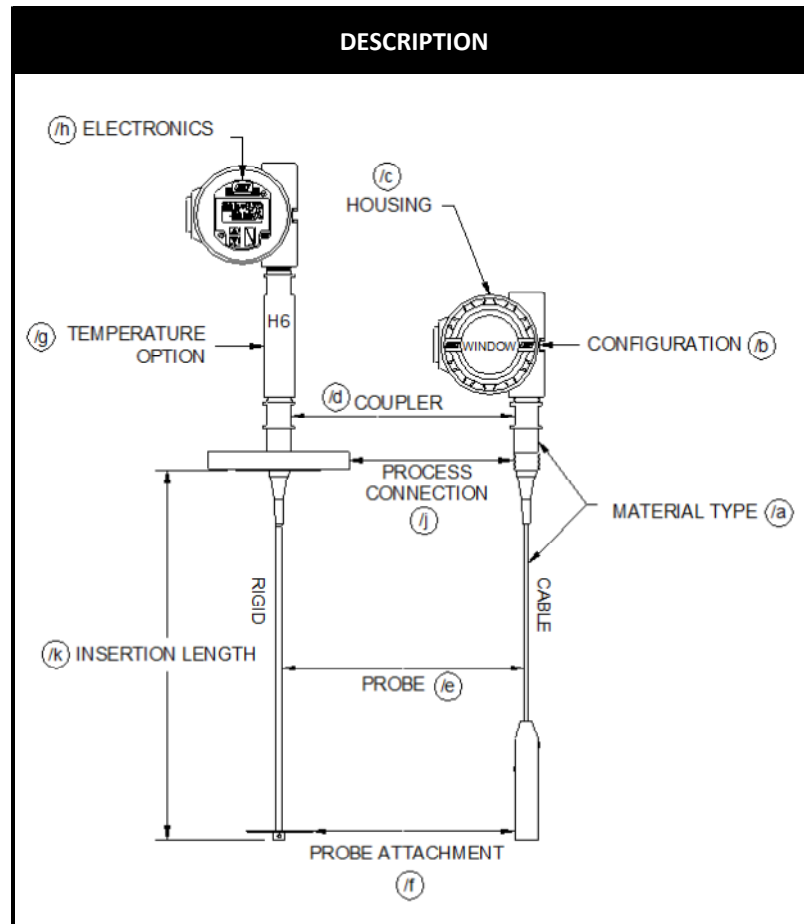 DESCRIPTION
/h ELECTRONICS
/c
HOUSING
H6
/g TEMPERATURE
OPTION
WINDOW
CONFIGURATION /b
/d COUPLER
PROCESS
CONNECTION
/j
MATERIAL TYPE /a
RIGID
CABLE
/k INSERTION LENGTH
PROBE /e
PROBE ATTACHMENT
/f